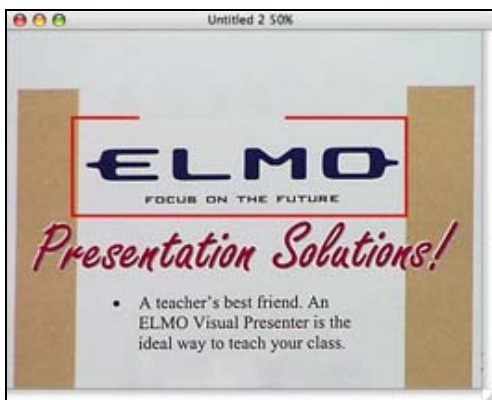 Untitled 2 50%
ELMO
FOCUS ON THE FUTURE
Presentation Solutions!
• A teacher's best friend. An
ELMO Visual Presenter is the
ideal way to teach your class.